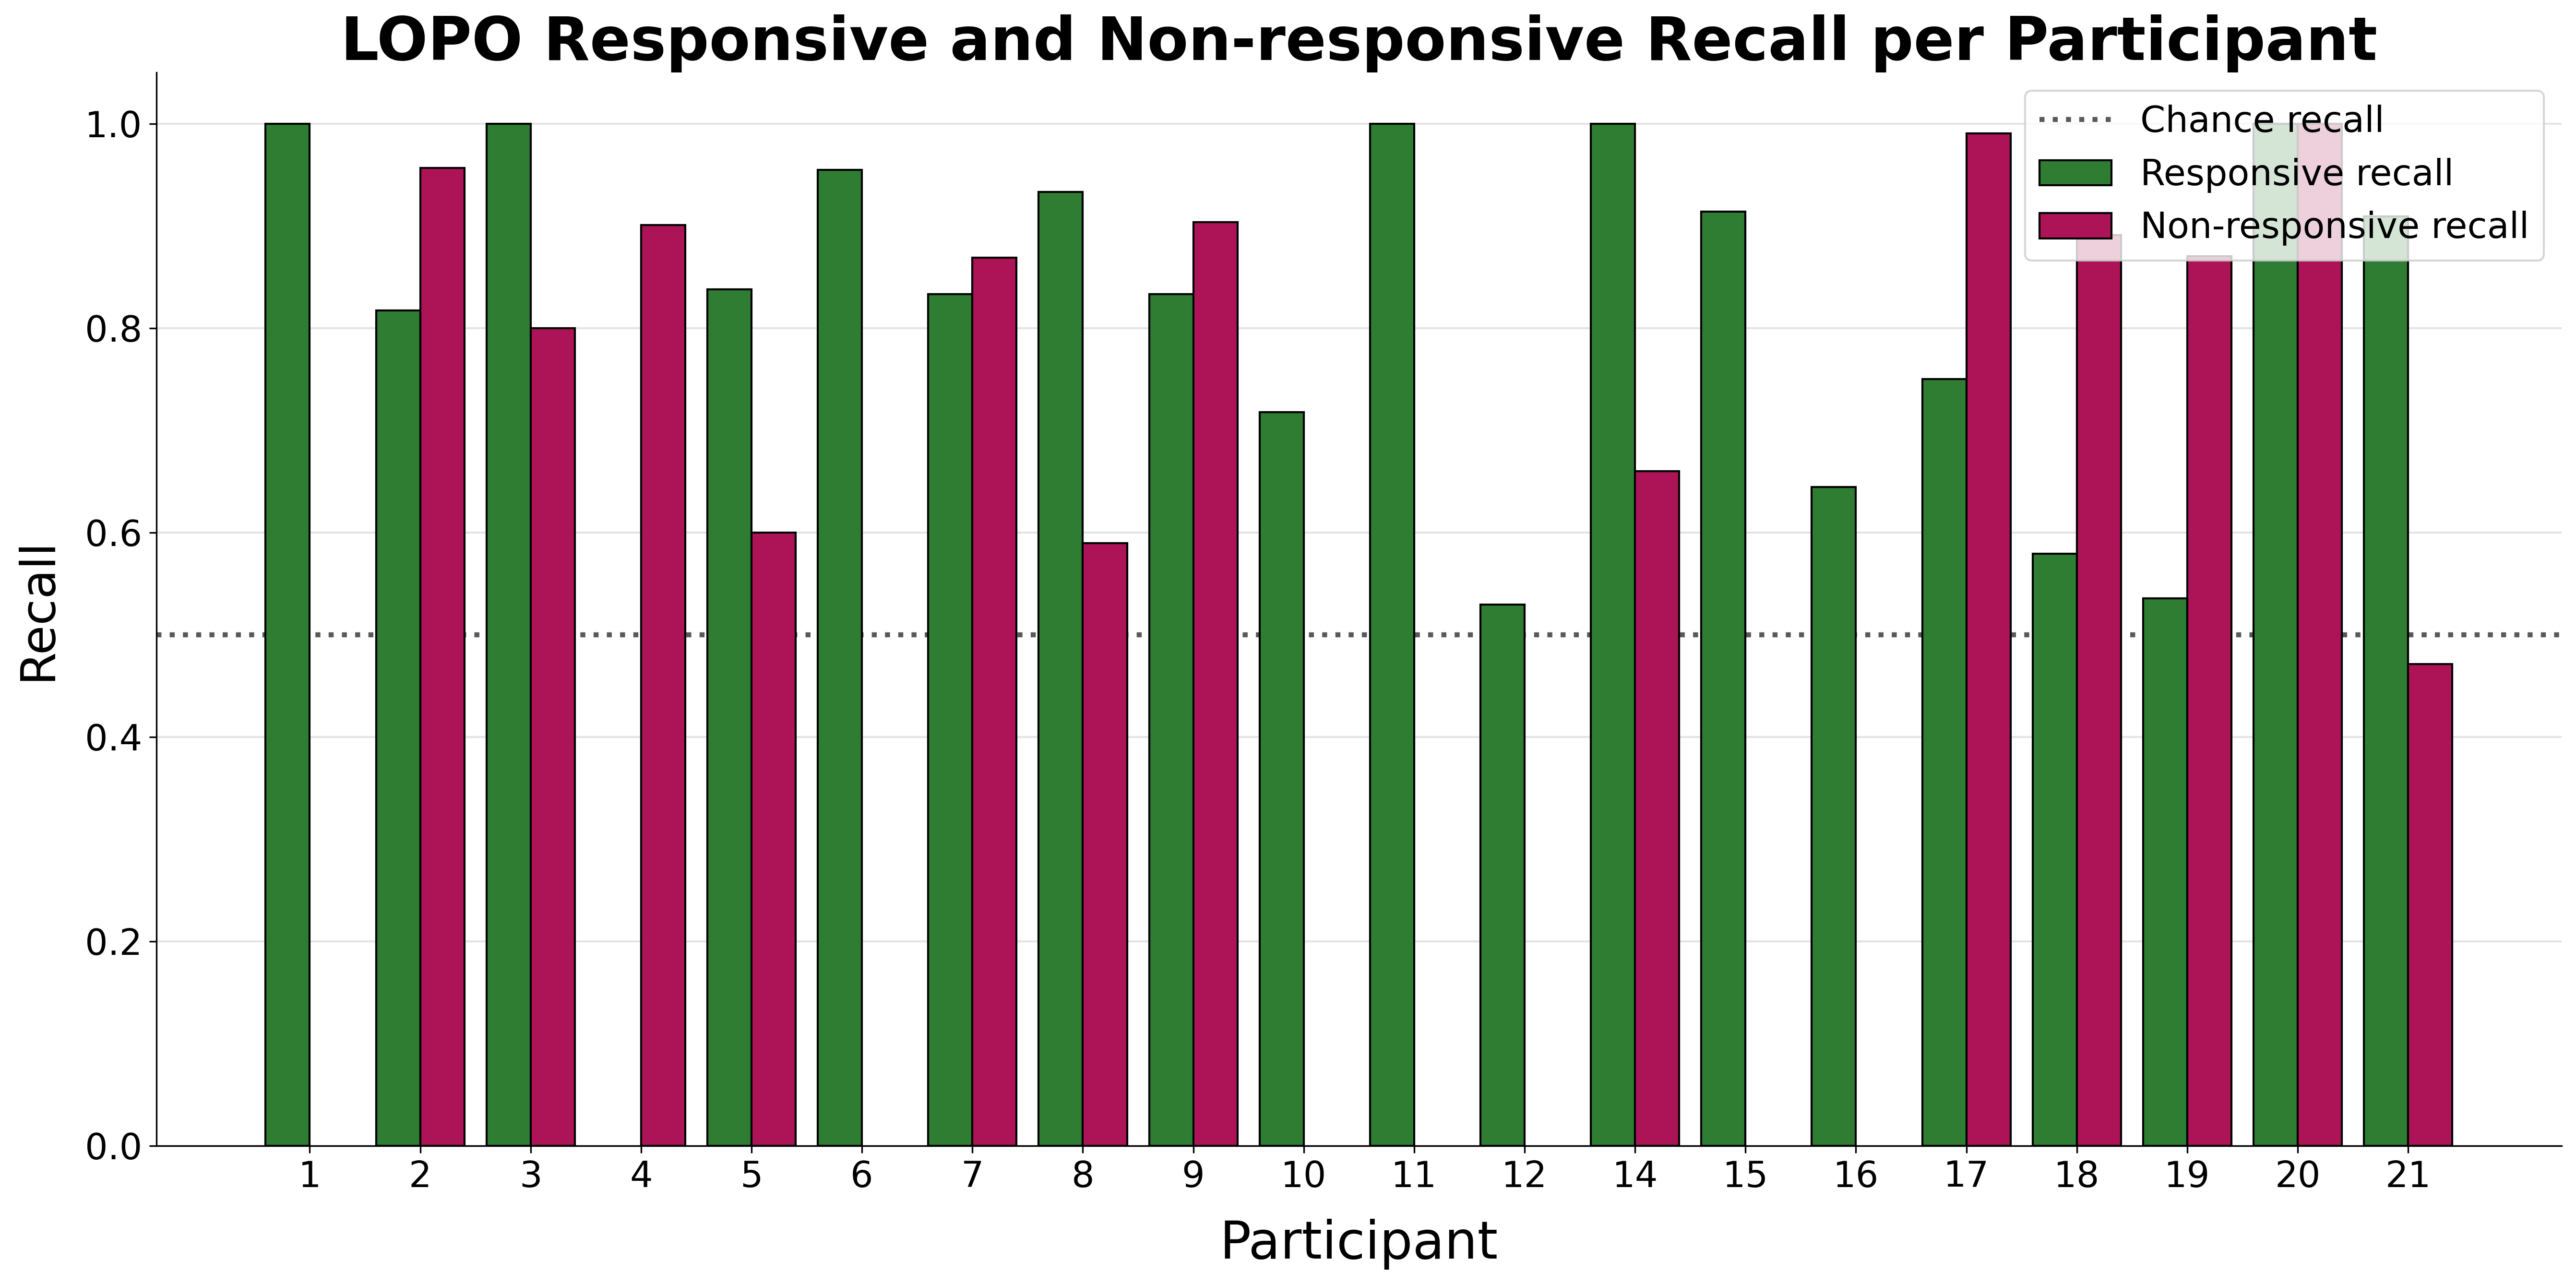 LOPO Responsive and Non-responsive Recall per Participant
Chance recall
Responsive recall
Non-responsive recall
Recall
1.0
0.8
0.6
0.4
0.2
0.0
1 2 3 4 5 6 7 8 9 10 11 12 14 15 16 17 18 19 20 21
Participant